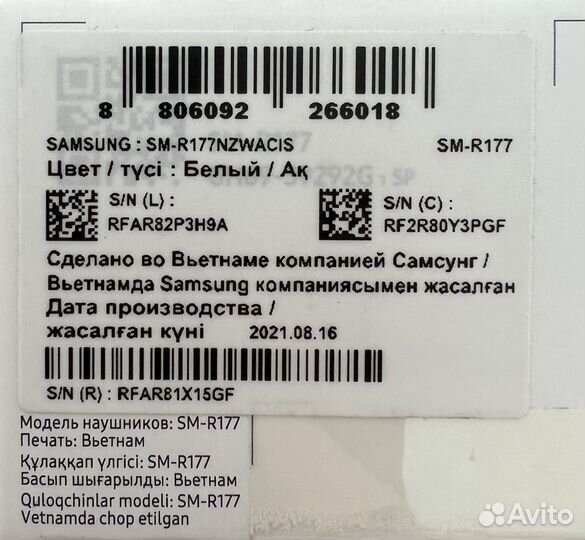 8 806092 266018
SAMSUNG : SM-R177NZWACIS SM-R177
Цвет / түсі : Белый / Ақ
S/N (L) : S/N (C) :
RFAR82P3H9A RF2R80Y3PGF
Сделано во Вьетнаме компанией Самсунг /
Вьетнамда Samsung компаниясымен жасалған
Дата производства /
жасалған күні 2021.08.16
S/N (R) : RFAR81X15GF
Модель наушников: SM-R177
Печать: Вьетнам
Құлаққап үлгісі: SM-R177
Басып шығарылды: Вьетнам
Quloqchinlar modeli: SM-R177
Vetnamda chop etilgan
Avito